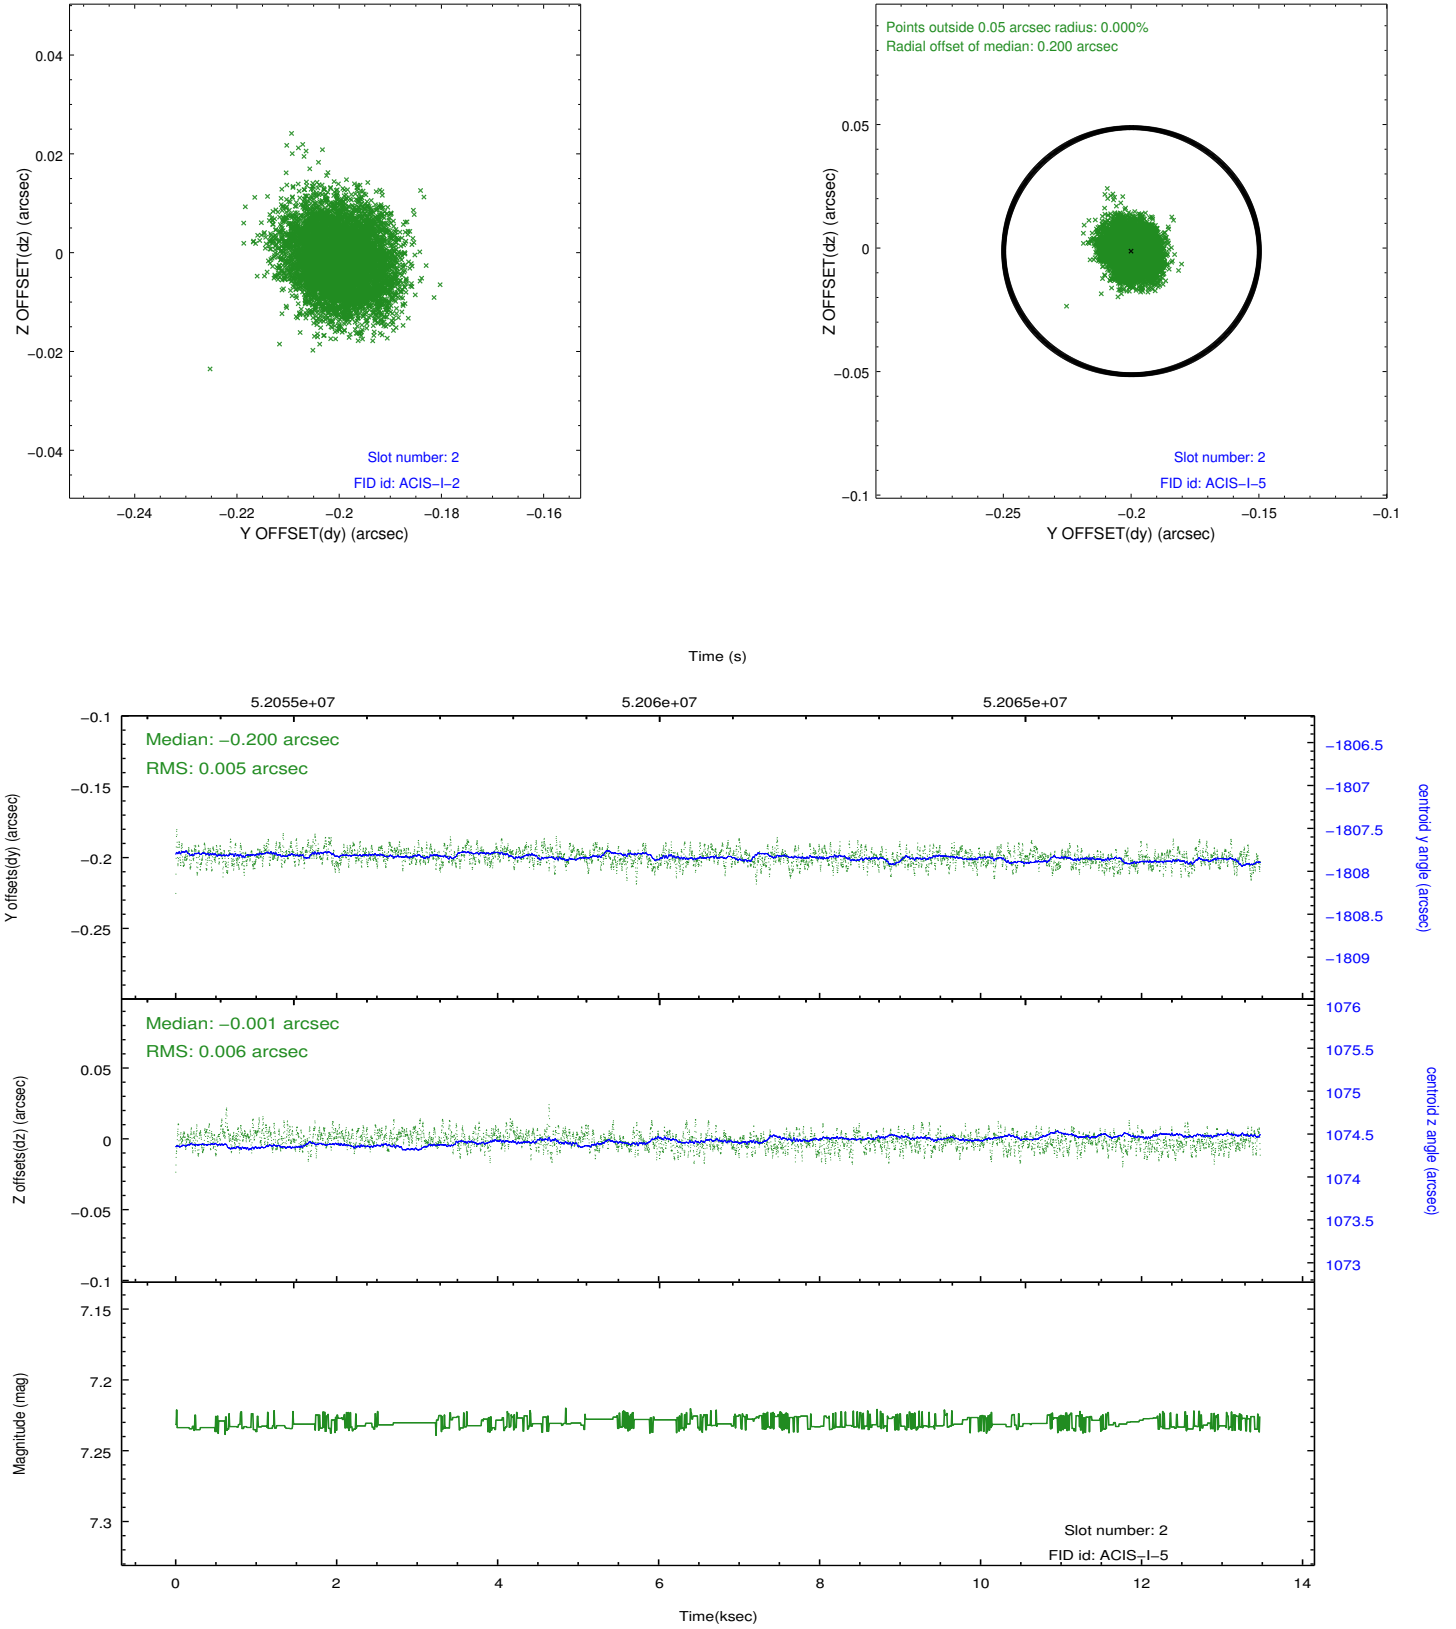 0.04
0.02
0
−0.02
−0.04
Z OFFSET(dz) (arcsec)
Slot number: 2
FID id: ACIS−I−2
−0.24
−0.22
−0.2
−0.18
−0.16
Y OFFSET(dy) (arcsec)
Points outside 0.05 arcsec radius: 0.000%
Radial offset of median: 0.200 arcsec
0.05
0
−0.05
−0.1
Z OFFSET(dz) (arcsec)
Slot number: 2
FID id: ACIS−I−5
−0.25
−0.2
−0.15
−0.1
Y OFFSET(dy) (arcsec)
Time (s)
5.2055e+07
5.206e+07
5.2065e+07
−0.1
−0.15
−0.2
−0.25
Y offsets(dy) (arcsec)
Median: −0.200 arcsec
RMS: 0.005 arcsec
−1806.5
−1807
−1807.5
−1808
−1808.5
−1809
centroid y angle (arcsec)
0.05
0
−0.05
−0.1
Z offsets(dz) (arcsec)
Median: −0.001 arcsec
RMS: 0.006 arcsec
1076
1075.5
1075
1074.5
1074
1073.5
1073
centroid z angle (arcsec)
7.15
7.2
7.25
7.3
Magnitude (mag)
Slot number: 2
FID id: ACIS−I−5
0
2
4
6
8
10
12
14
Time(ksec)